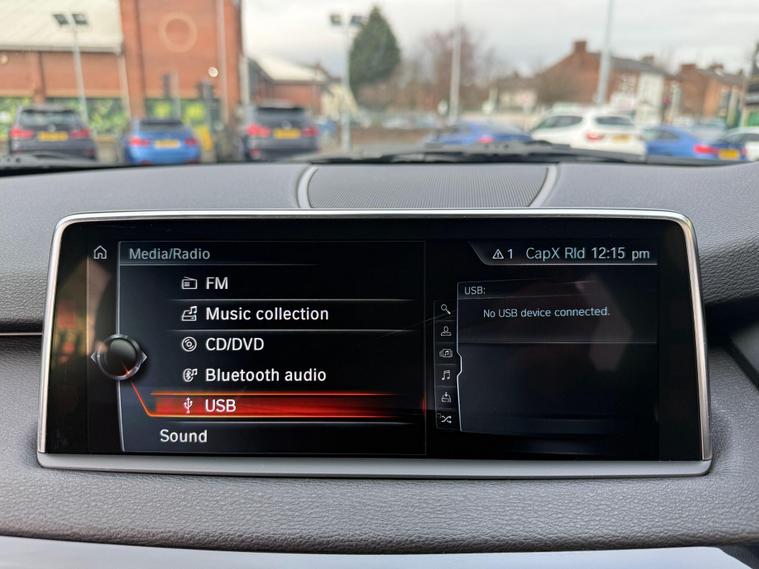 Media/Radio
1 CapX Rld 12:15 pm
FM
Music collection
CD/DVD
Bluetooth audio
USB
Sound
USB:
No USB device connected.